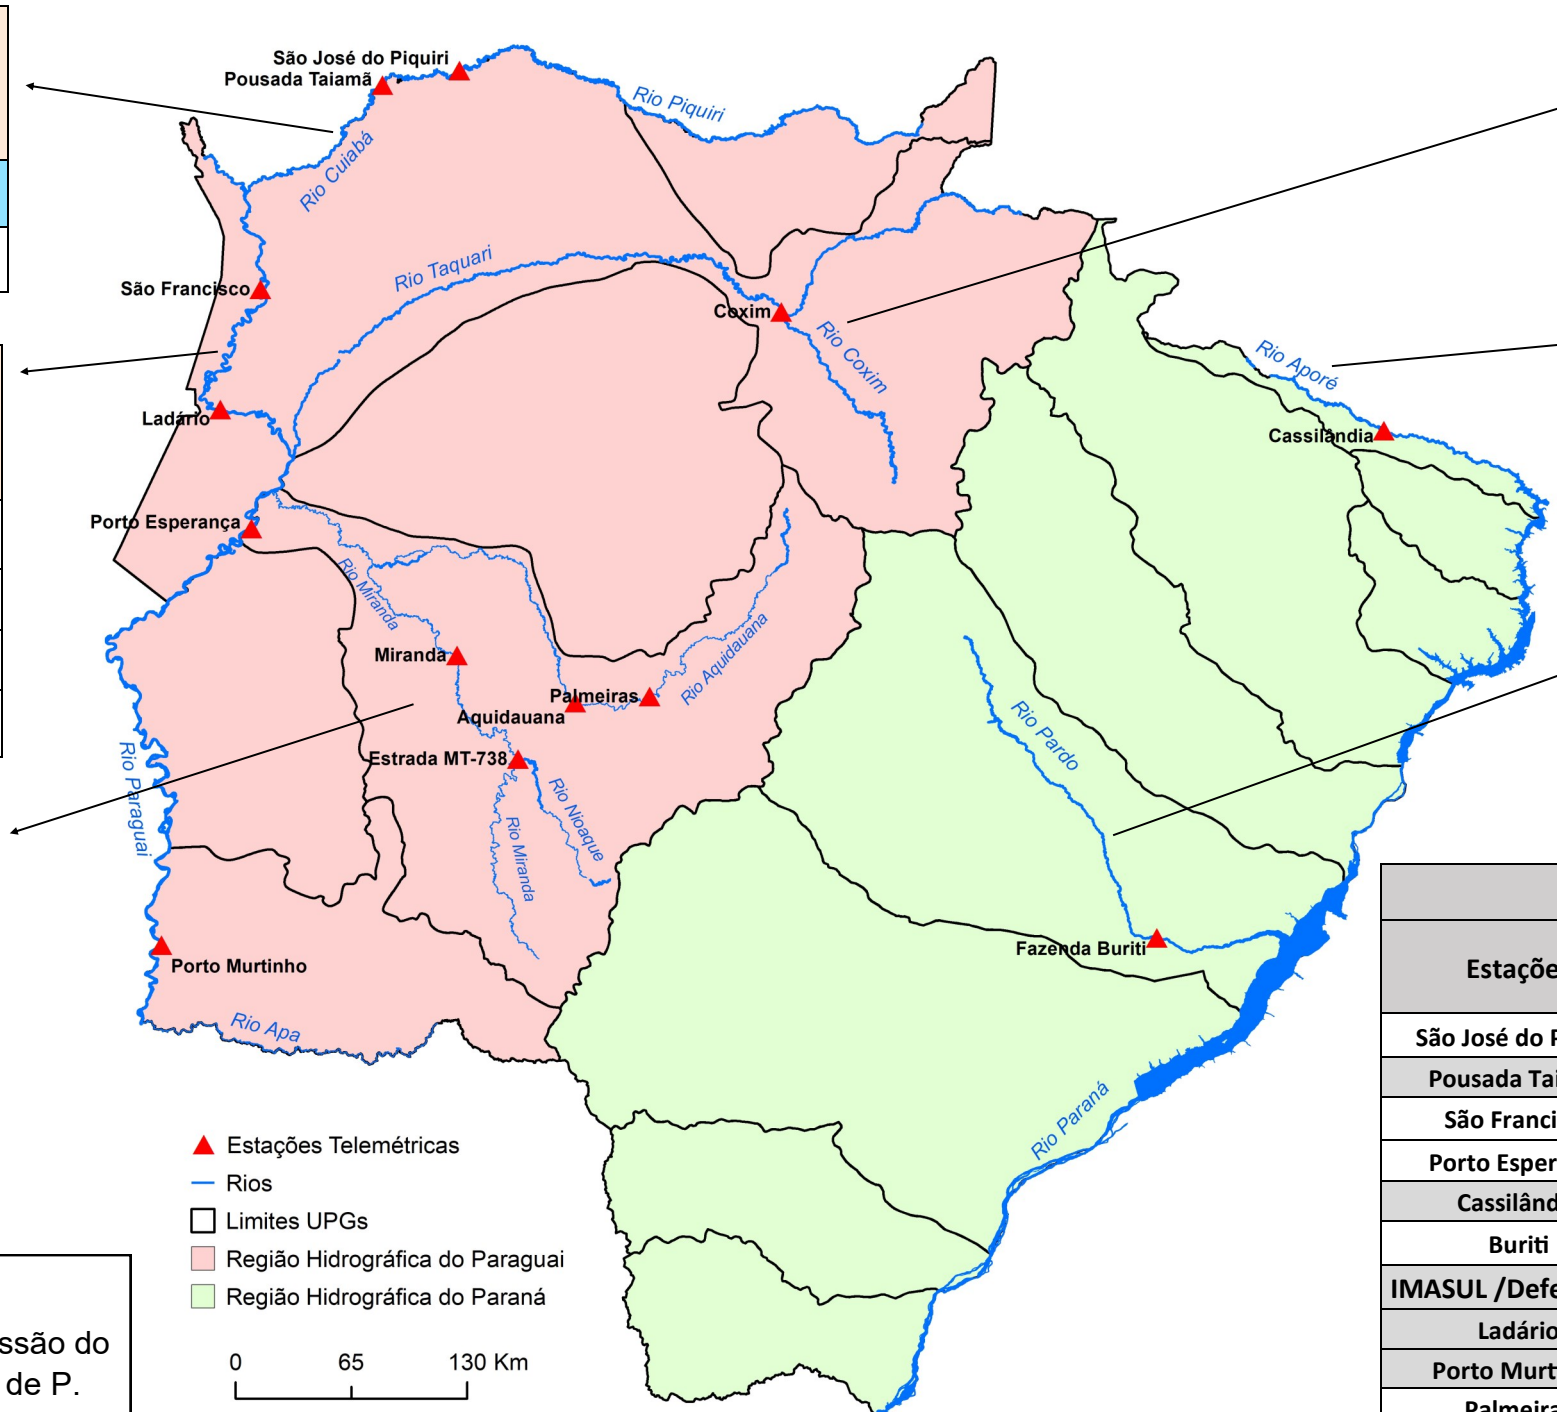 São José do Piquiri
Pousada Taiamã
Rio Piquiri
Rio Cuiabá
Rio Taquari
São Francisco
Coxim
Rio Coxim
Rio Aporé
Ladário
Cassilândia
Porto Esperança
Rio Miranda
Miranda
Rio Aquidauana
Palmeiras
Aquidauana
Estrada MT-738
Rio Pardo
Rio Paraguai
Rio Nioaque
Rio Miranda
Fazenda Buriti
Porto Murtinho
Rio Apa
Rio Paraná
Estações Telemétricas
Rios
Limites UPGs
Região Hidrográfica do Paraguai
Região Hidrográfica do Paraná
0 65 130 Km
ssão do
de P.
Estaçõe
São José do P
Pousada Tai
São Franci
Porto Esper
Cassilând
Buriti
IMASUL /Defe
Ladário
Porto Murt
Palmeira